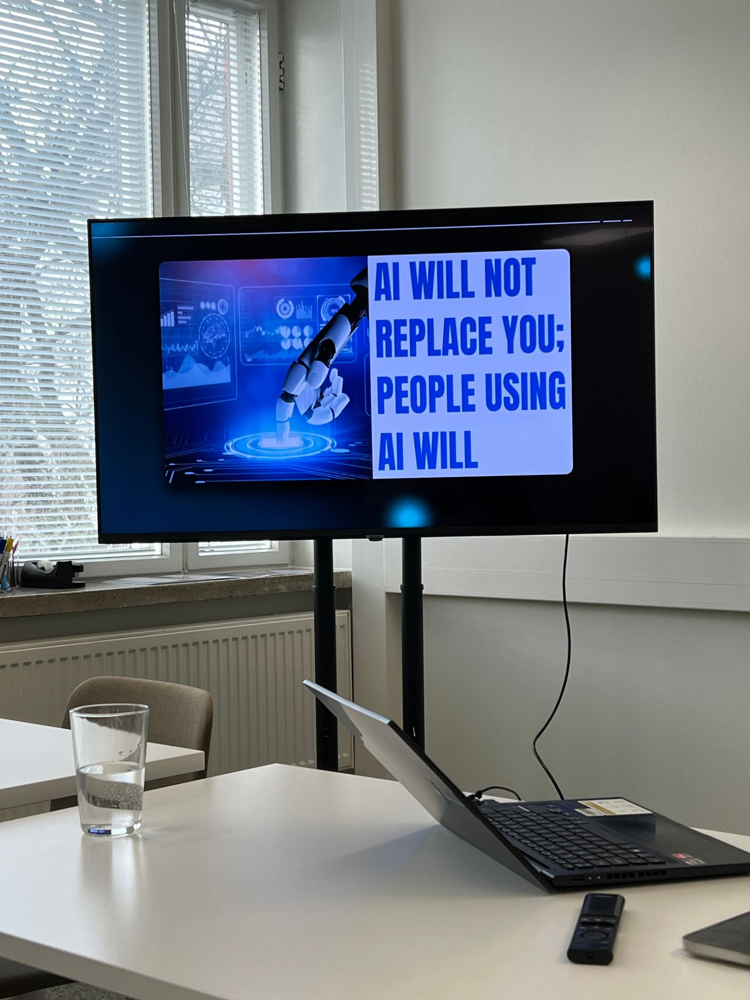 AI WILL NOT
REPLACE YOU;
PEOPLE USING
AI WILL